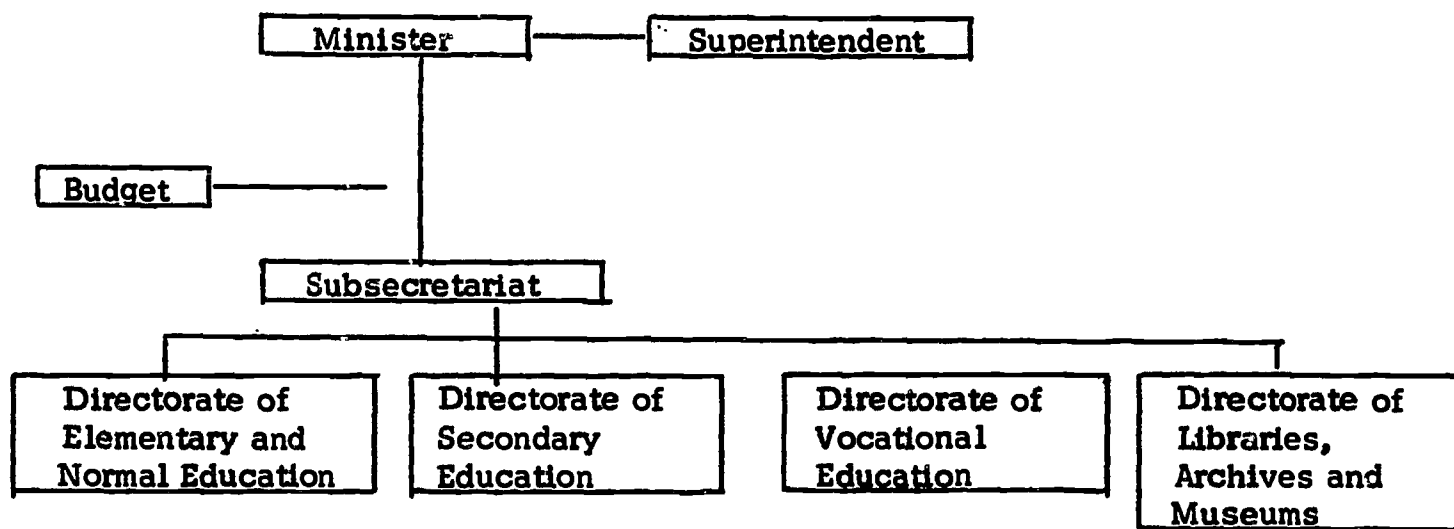 Minister
Superintendent
Budget
Subsecretariat
Directorate of
Elementary and
Normal Education
Directorate of
Secondary
Education
Directorate of
Vocational
Education
Directorate of
Libraries,
Archives and
Museums